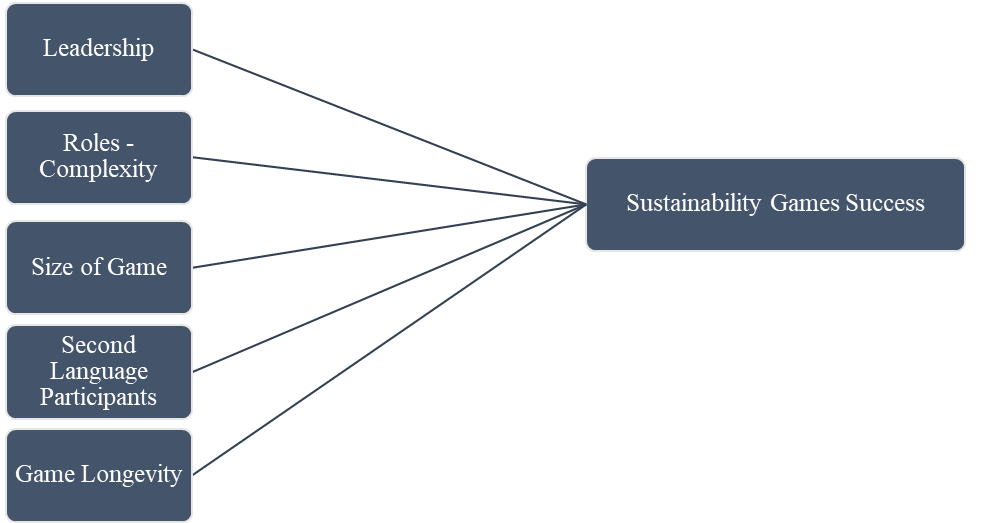 Leadership
Roles -
Complexity
Size of Game
Second
Language
Participants
Game Longevity
Sustainability Games Success